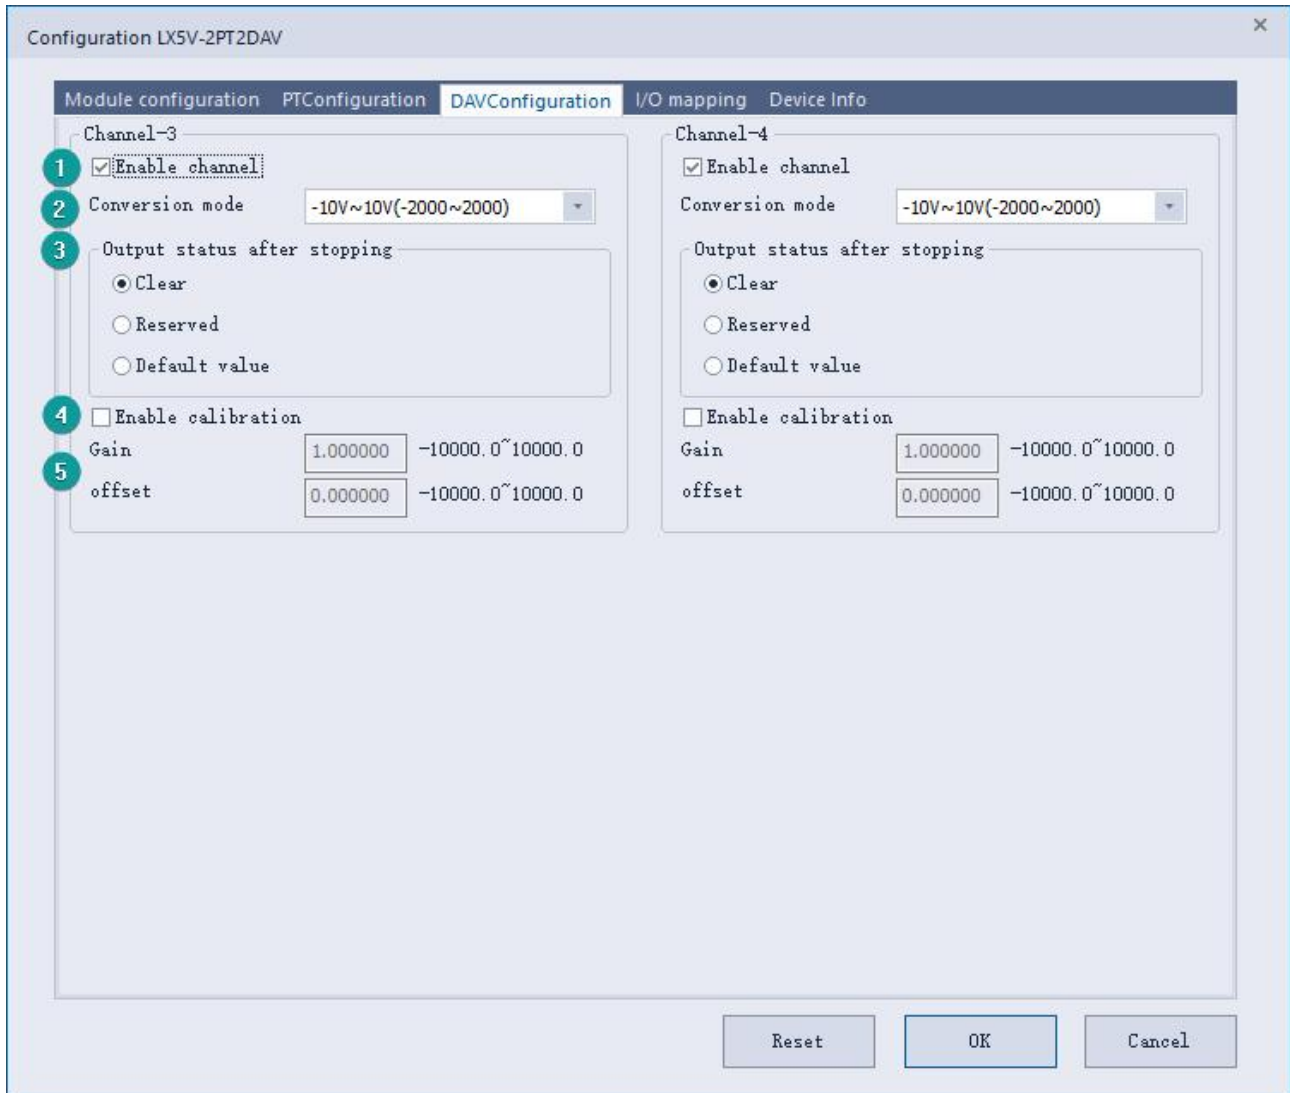 Configuration LX5V-2PT2DAV
Module configuration PTConfiguration DAVConfiguration I/O mapping Device Info
Channel-3
1 Enable channel
2 Conversion mode -10V~10V(-2000~2000)
3 Output status after stopping
Clear
Reserved
Default value
4 Enable calibration
Gain 1.000000 -10000.0~10000.0
5
offset 0.000000 -10000.0~10000.0
Channel-4
Enable channel
Conversion mode -10V~10V(-2000~2000)
Output status after stopping
Clear
Reserved
Default value
Enable calibration
Gain 1.000000 -10000.0~10000.0
offset 0.000000 -10000.0~10000.0
Reset OK Cancel